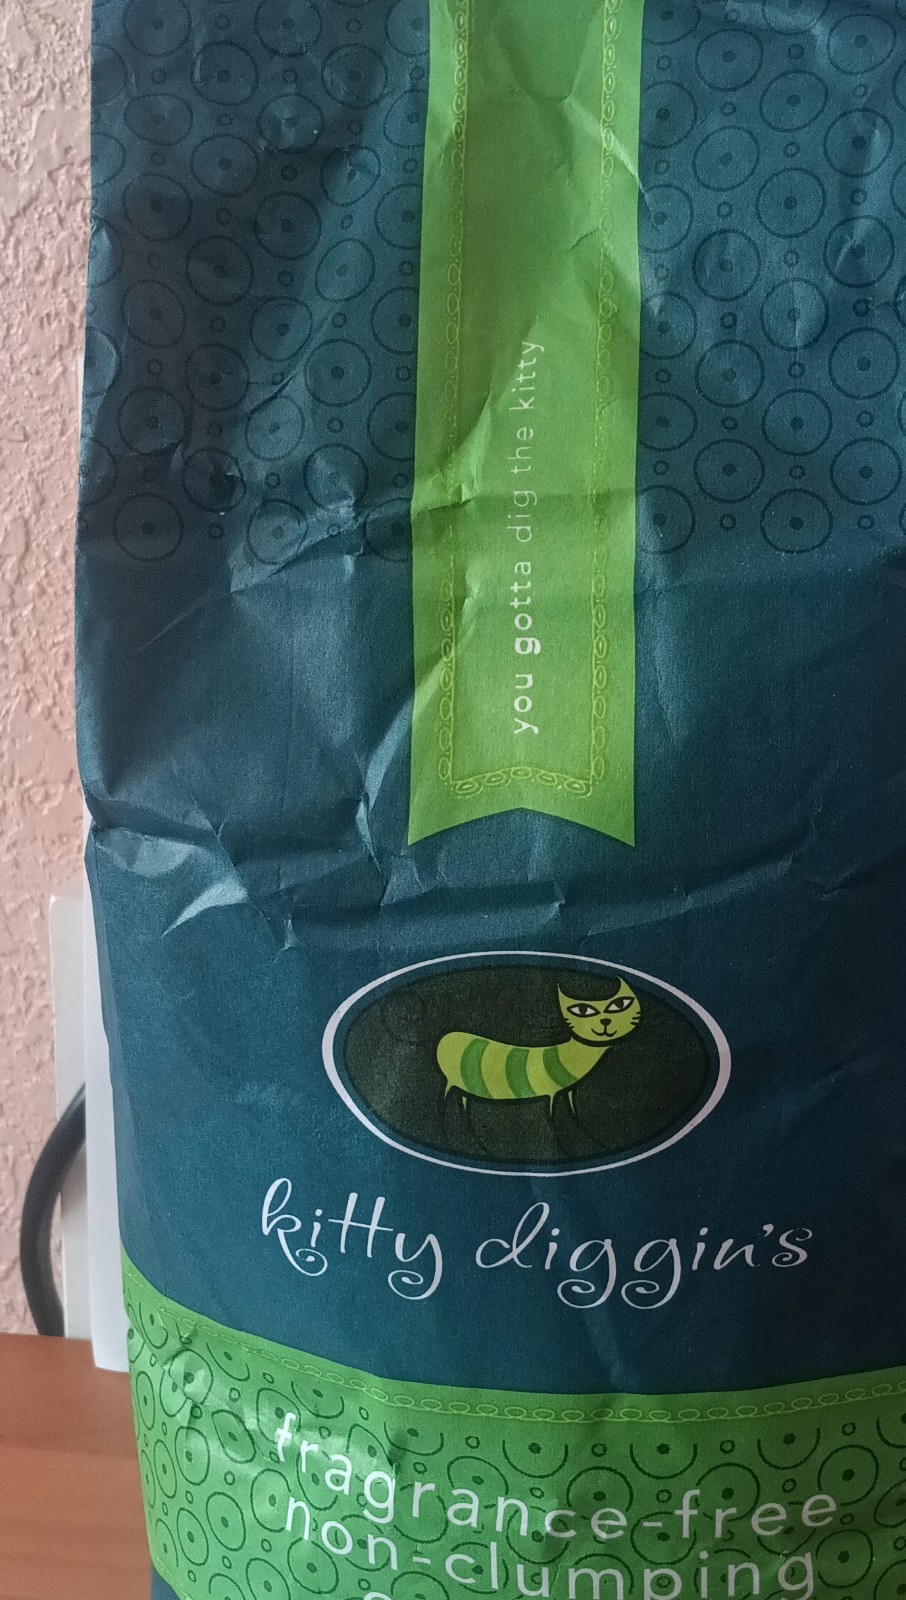 you gotta dig the kitty
kitty diggin's
fragrance-free
non-clumping